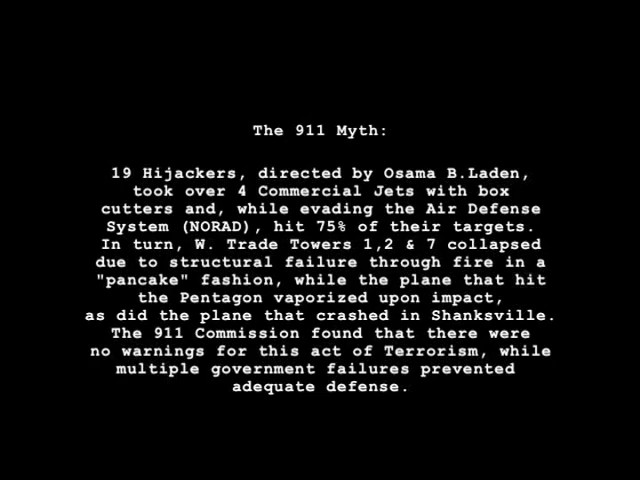 The 911 Myth:
19 Hijackers, directed by Osama B.Laden,
took over 4 Commercial Jets with box
cutters and, while evading the Air Defense
System (NORAD), hit 75% of their targets.
In turn, W. Trade Towers 1,2 & 7 collapsed
due to structural failure through fire in a
"pancake" fashion, while the plane that hit
the Pentagon vaporized upon impact,
as did the plane that crashed in Shanksville.
The 911 Commission found that there were
no warnings for this act of Terrorism, while
multiple government failures prevented
adequate defense.